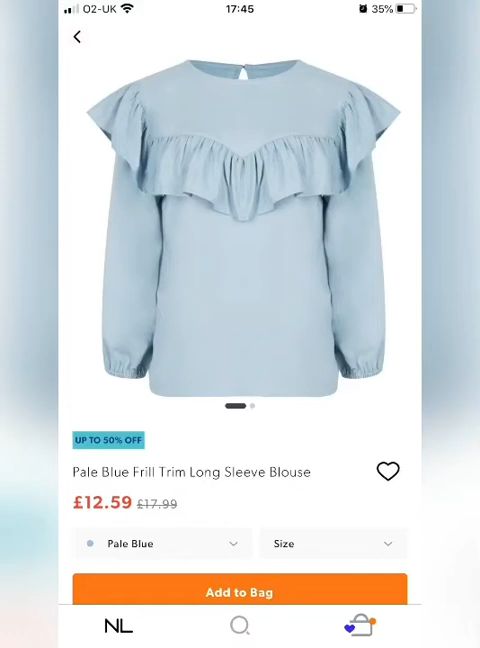 O2-UK 17:45 35%
UP TO 50% OFF
Pale Blue Frill Trim Long Sleeve Blouse
£12.59 £17.99
Pale Blue Size
Add to Bag
NL